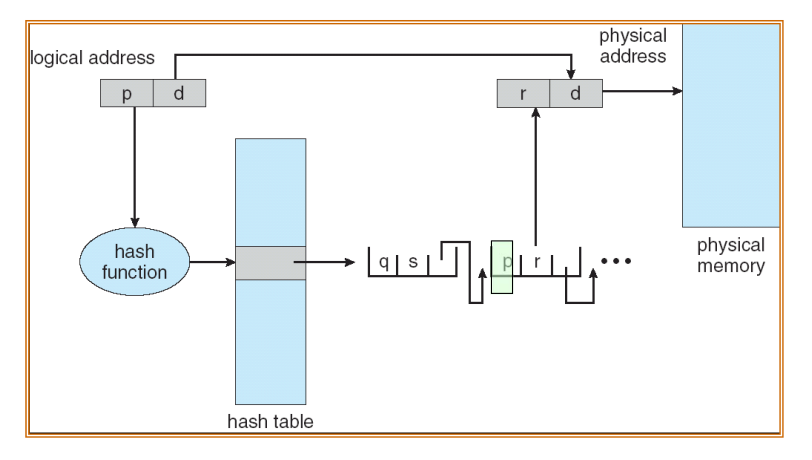 logical address
physical
address
p d
r d
hash
function
q s
p r
physical
memory
hash table